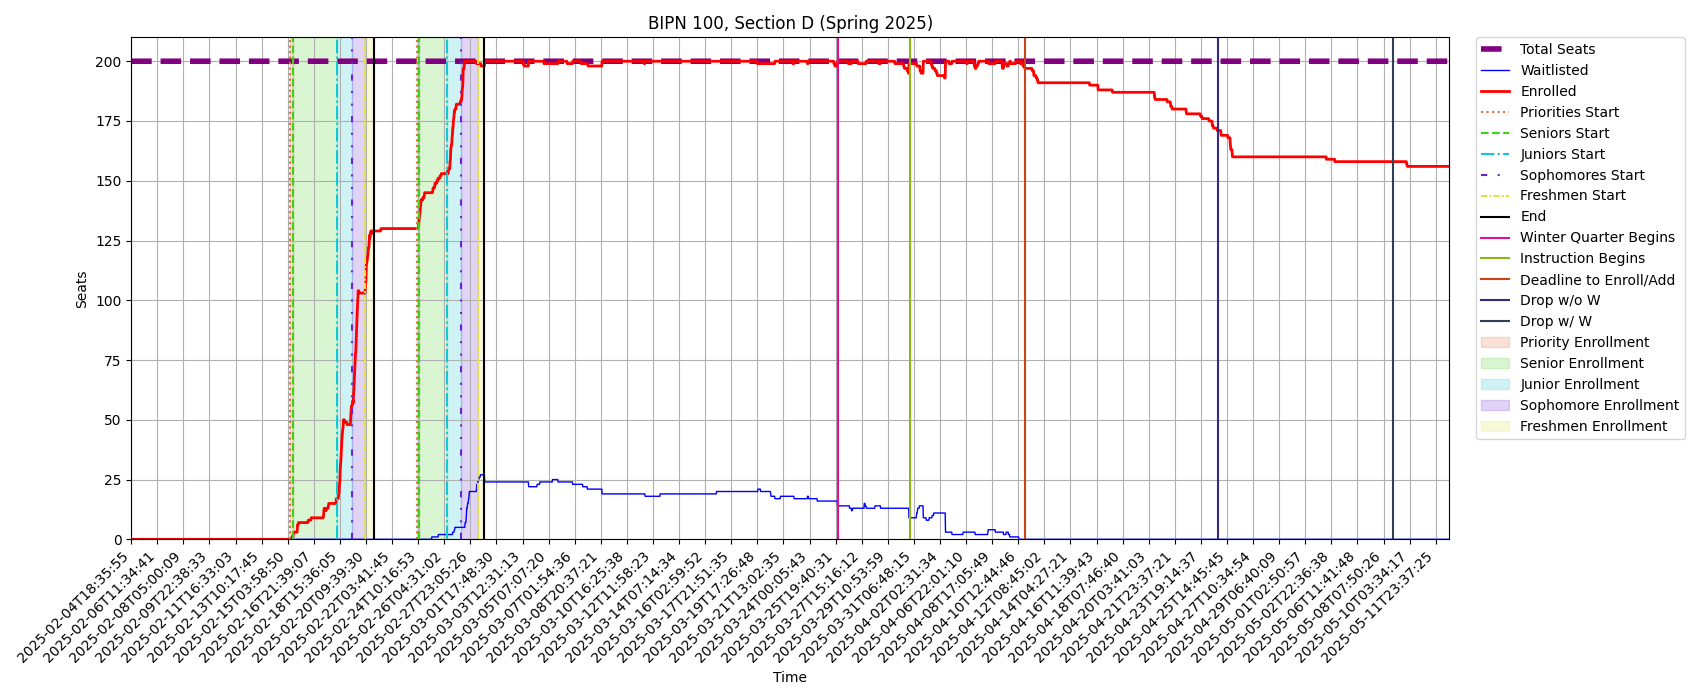 BIPN 100, Section D (Spring 2025)
200
175
150
125
100
75
50
25
0
Seats
2025-02-04T18:35:55
2025-02-06T11:34:41
2025-02-08T05:00:09
2025-02-09T22:38:33
2025-02-11T16:33:03
2025-02-13T10:17:45
2025-02-15T03:58:50
2025-02-16T21:39:07
2025-02-18T15:36:05
2025-02-20T09:39:30
2025-02-22T03:41:45
2025-02-24T10:16:53
2025-02-26T04:31:02
2025-02-27T23:05:26
2025-03-01T17:48:30
2025-03-03T12:31:13
2025-03-05T07:07:20
2025-03-07T01:54:36
2025-03-08T20:37:21
2025-03-10T16:25:38
2025-03-12T11:58:23
2025-03-14T07:14:34
2025-03-16T02:59:52
2025-03-17T21:51:35
2025-03-19T17:26:48
2025-03-21T13:02:35
2025-03-24T00:05:43
2025-03-25T19:40:31
2025-03-27T15:16:12
2025-03-29T10:53:59
2025-03-31T06:48:15
2025-04-02T02:31:34
2025-04-06T22:01:10
2025-04-08T17:05:49
2025-04-10T12:44:46
2025-04-12T08:45:02
2025-04-14T04:27:21
2025-04-16T11:39:43
2025-04-18T07:46:40
2025-04-20T03:41:03
2025-04-21T23:37:21
2025-04-23T19:14:37
2025-04-25T14:45:45
2025-04-27T10:34:54
2025-04-29T06:40:09
2025-05-01T02:50:57
2025-05-02T22:36:38
2025-05-06T11:41:48
2025-05-08T07:50:26
2025-05-10T03:34:17
2025-05-11T23:37:25
Time
Total Seats
Waitlisted
Enrolled
Priorities Start
Seniors Start
Juniors Start
Sophomores Start
Freshmen Start
End
Winter Quarter Begins
Instruction Begins
Deadline to Enroll/Add
Drop w/o W
Drop w/ W
Priority Enrollment
Senior Enrollment
Junior Enrollment
Sophomore Enrollment
Freshmen Enrollment